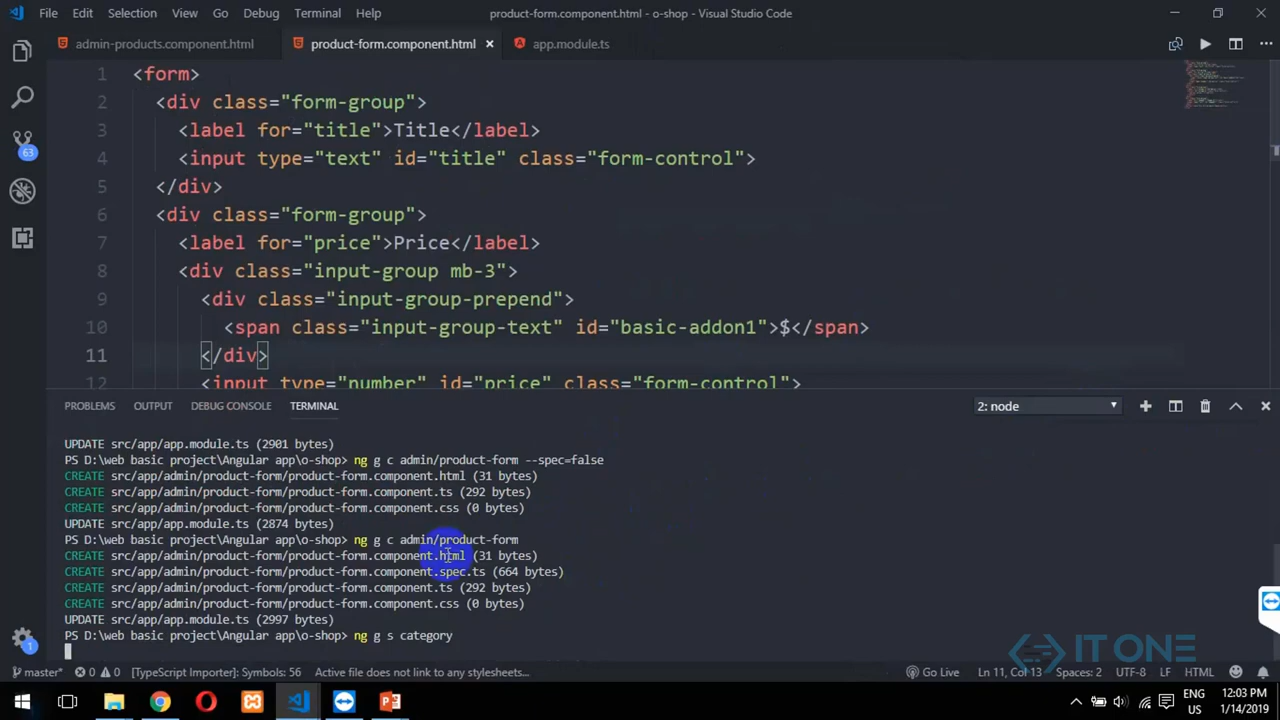 File Edit Selection View Go Debug Terminal Help product-form.component.html - o-shop - Visual Studio Code
admin-products.component.html product-form.component.html × app.module.ts
1 <form>
2 <div class="form-group">
3 <label for="title">Title</label>
4 <input type="text" id="title" class="form-control">
5 </div>
6 <div class="form-group">
7 <label for="price">Price</label>
8 <div class="input-group mb-3">
9 <div class="input-group-prepend">
10 <span class="input-group-text" id="basic-addon1">$</span>
11 </div>
12 <input type="number" id="price" class="form-control">
63
PROBLEMS OUTPUT DEBUG CONSOLE TERMINAL 2: node
UPDATE src/app/app.module.ts (2901 bytes)
PS D:\web basic project\Angular app\o-shop> ng g c admin/product-form --spec=false
CREATE src/app/admin/product-form/product-form.component.html (31 bytes)
CREATE src/app/admin/product-form/product-form.component.ts (292 bytes)
CREATE src/app/admin/product-form/product-form.component.css (0 bytes)
UPDATE src/app/app.module.ts (2874 bytes)
PS D:\web basic project\Angular app\o-shop> ng g c admin/product-form
CREATE src/app/admin/product-form/product-form.component.html (31 bytes)
CREATE src/app/admin/product-form/product-form.component.spec.ts (664 bytes)
CREATE src/app/admin/product-form/product-form.component.ts (292 bytes)
CREATE src/app/admin/product-form/product-form.component.css (0 bytes)
UPDATE src/app/app.module.ts (2997 bytes)
PS D:\web basic project\Angular app\o-shop> ng g s category
1
IT ONE
master* 0 0 [TypeScript Importer]: Symbols: 56 Active file does not link to any stylesheets... Go Live Ln 11, Col 13 Spaces: 2 UTF-8 LF HTML
ENG 12:03 PM
US 1/14/2019